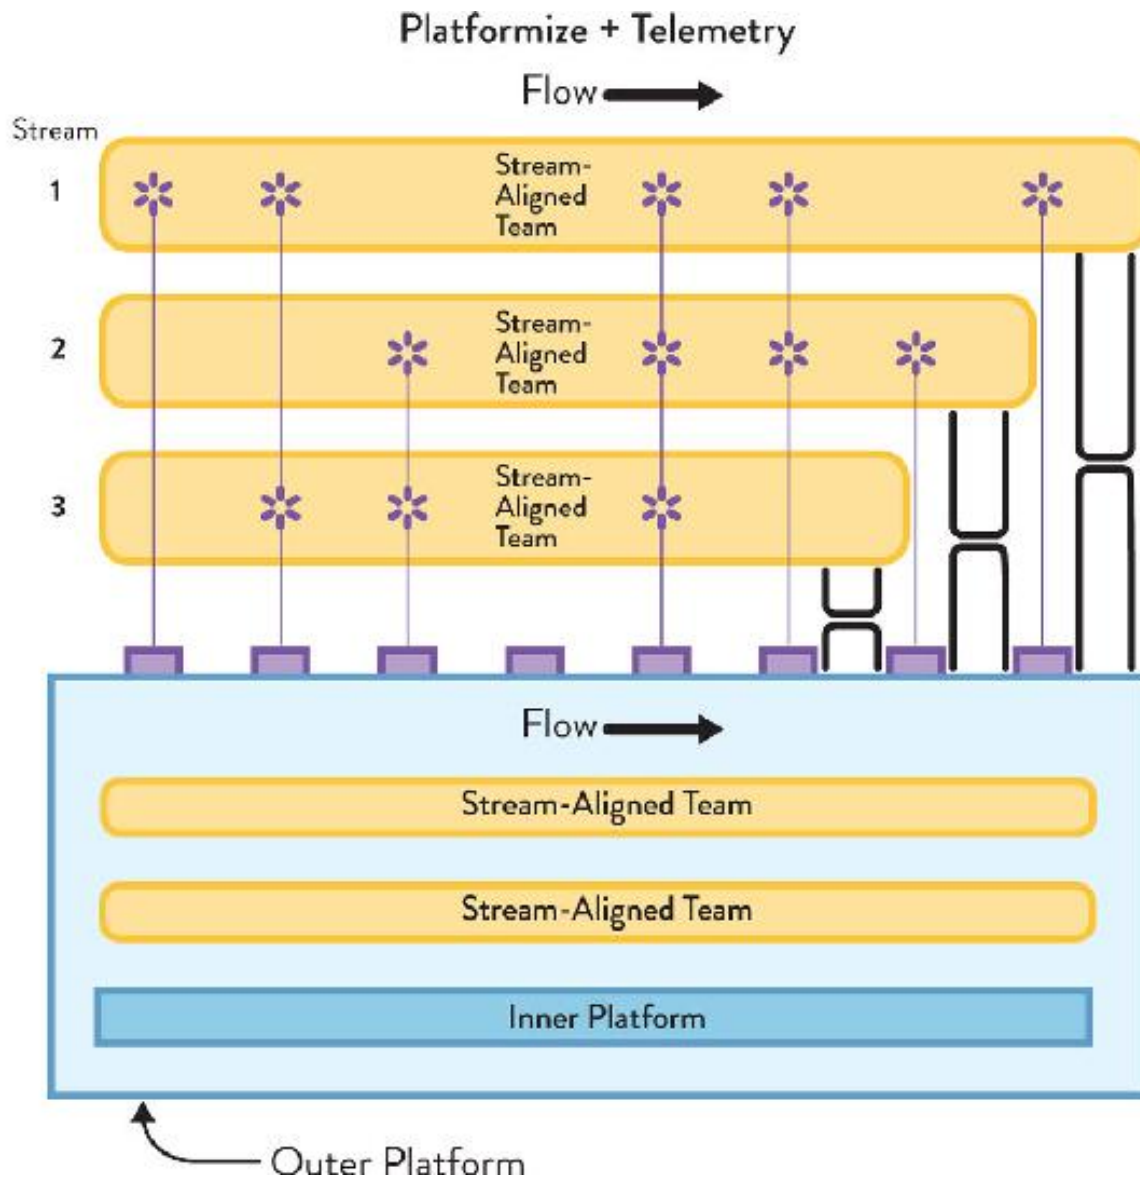 Platformize + Telemetry
Flow
Stream
1
Stream-
Aligned
Team
2
Stream-
Aligned
Team
3
Stream-
Aligned
Team
Flow
Stream-Aligned Team
Stream-Aligned Team
Inner Platform
Outer Platform